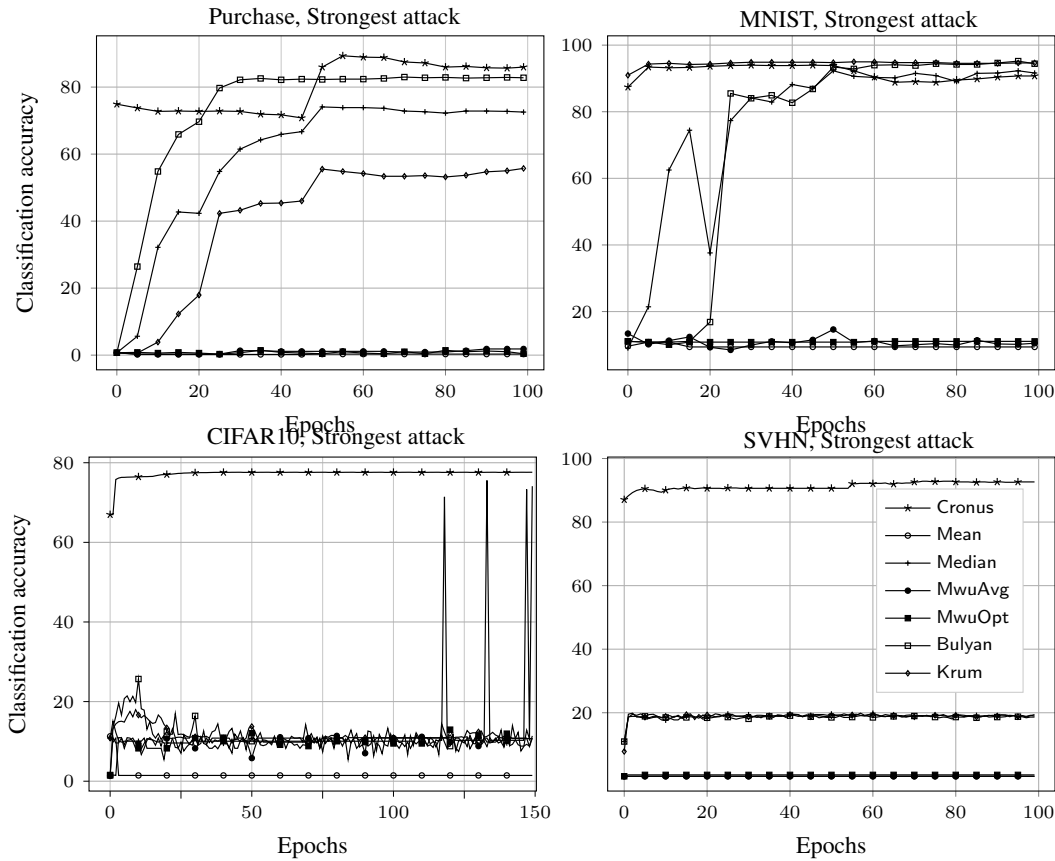 Purchase, Strongest attack
MNIST, Strongest attack
Classification accuracy
80
60
40
20
0
0 20 40 60 80 100
Epochs
100
80
60
40
20
0 20 40 60 80 100
Epochs
CIFAR10, Strongest attack
SVHN, Strongest attack
Classification accuracy
80
60
40
20
0
0 50 100 150
Epochs
100
80
60
40
20
0 20 40 60 80 100
Epochs
Cronus
Mean
Median
MwuAvg
MwuOpt
Bulyan
Krum